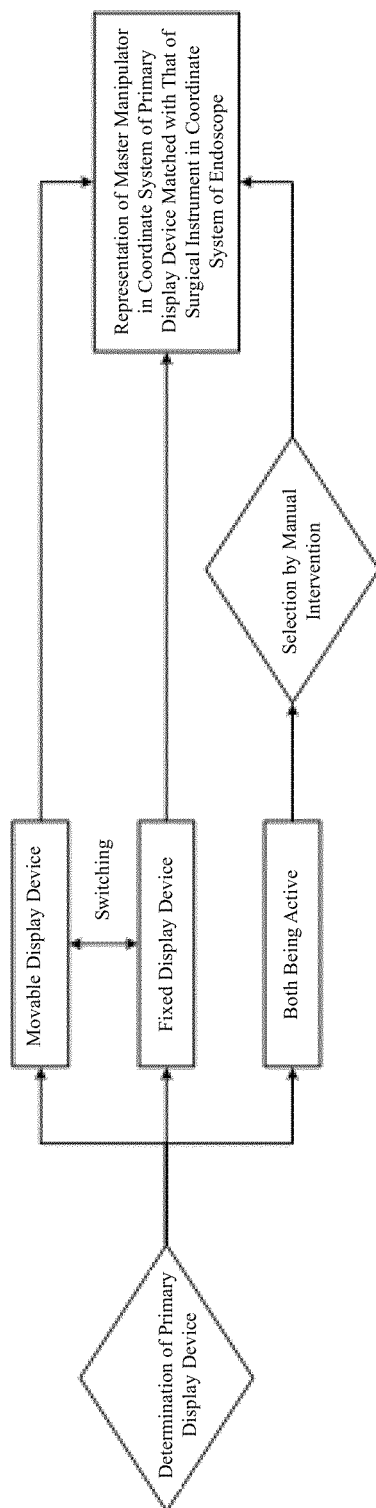 Determination of Primary
Display Device
Movable Display Device
Switching
Fixed Display Device
Both Being Active
Selection by Manual
Intervention
Representation of Master Manipulator
in Coordinate System of Primary
Display Device Matched with That of
Surgical Instrument in Coordinate
System of Endoscope